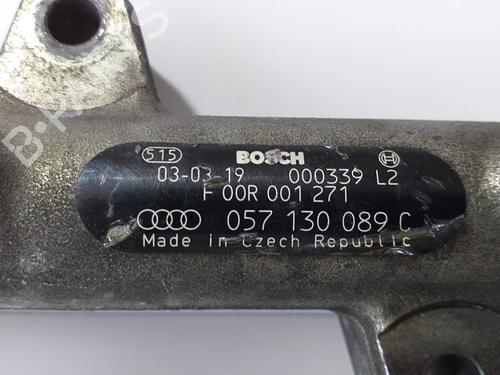 515 BOSCH
03-03-19 000339 L2
F 00R 001 271
057 130 089 C
Made in Czech Republic